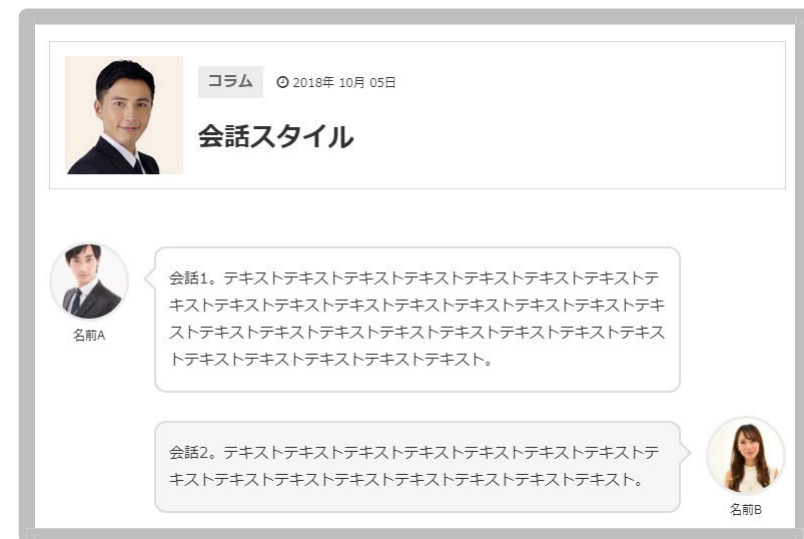 コラム 2018年 10月 05日
会話スタイル
会話1。テキストテキストテキストテキストテキストテキストテキストテ
キストテキストテキストテキストテキストテキストテキストテキストテキ
ストテキストテキストテキストテキストテキストテキストテキストテキス
トテキストテキストテキストテキストテキスト。
名前A
会話2。テキストテキストテキストテキストテキストテキストテキストテ
キストテキストテキストテキストテキストテキストテキストテキスト。
名前B